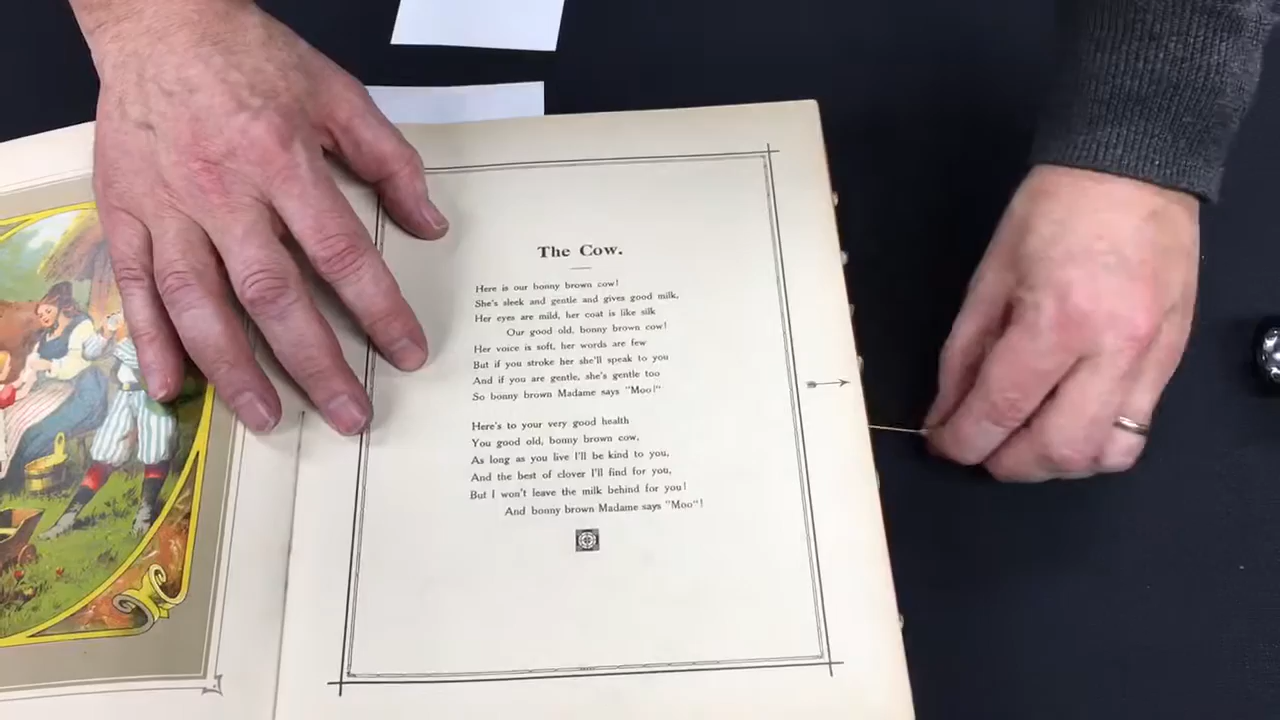 The Cow.
Here is our bonny brown cow!
She's sleek and gentle and gives good milk,
Her eyes are mild, her coat is like silk
Our good old, bonny brown cow!
Her voice is soft, her words are few
But if you stroke her she'll speak to you
And if you are gentle, she's gentle too
So bonny brown Madame says "Moo!"
Here's to your very good health
You good old, bonny brown cow,
As long as you live I'll be kind to you,
And the best of clover I'll find for you,
But I won't leave the milk behind for you!
And bonny brown Madame says "Moo"!